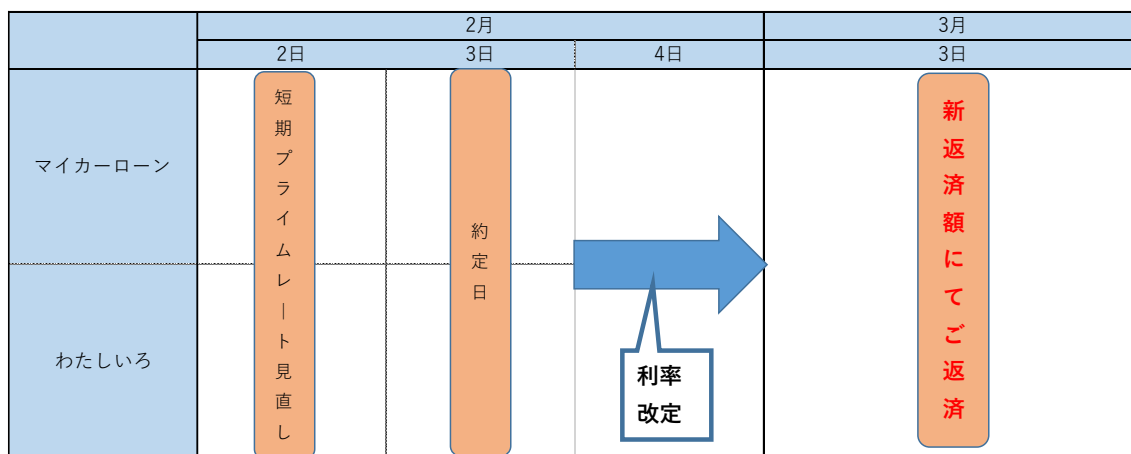 2月
3月
2日
3日
4日
3日
マイカーローン
わたしいろ
短期プライムレート見直し
約定日
利率
改定
新返済額にてご返済